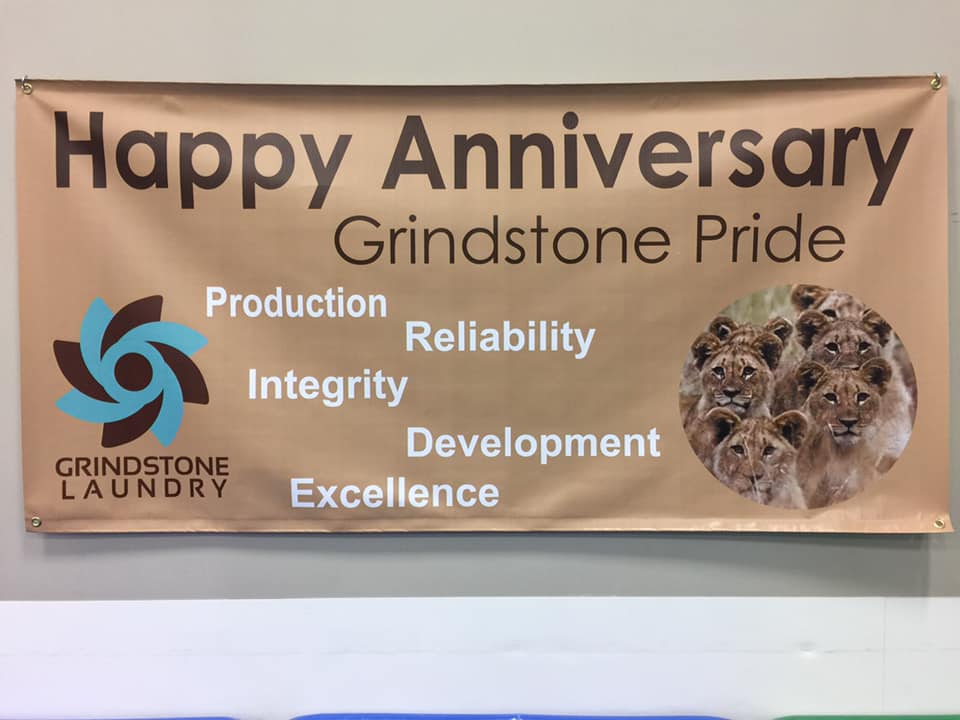 Happy Anniversary
Grindstone Pride
Production
Reliability
Integrity
Development
Excellence
GRINDSTONE
LAUNDRY